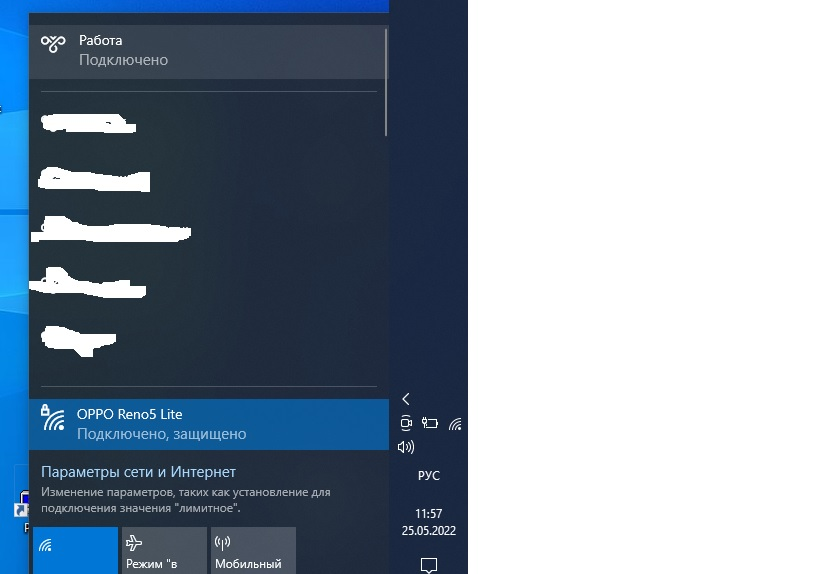 Работа
Подключено
OPPO Reno5 Lite
Подключено, защищено
Параметры сети и Интернет
Изменение параметров, таких как установление для
подключения значения "лимитное".
Режим "в
Мобильный
РУС
11:57
25.05.2022